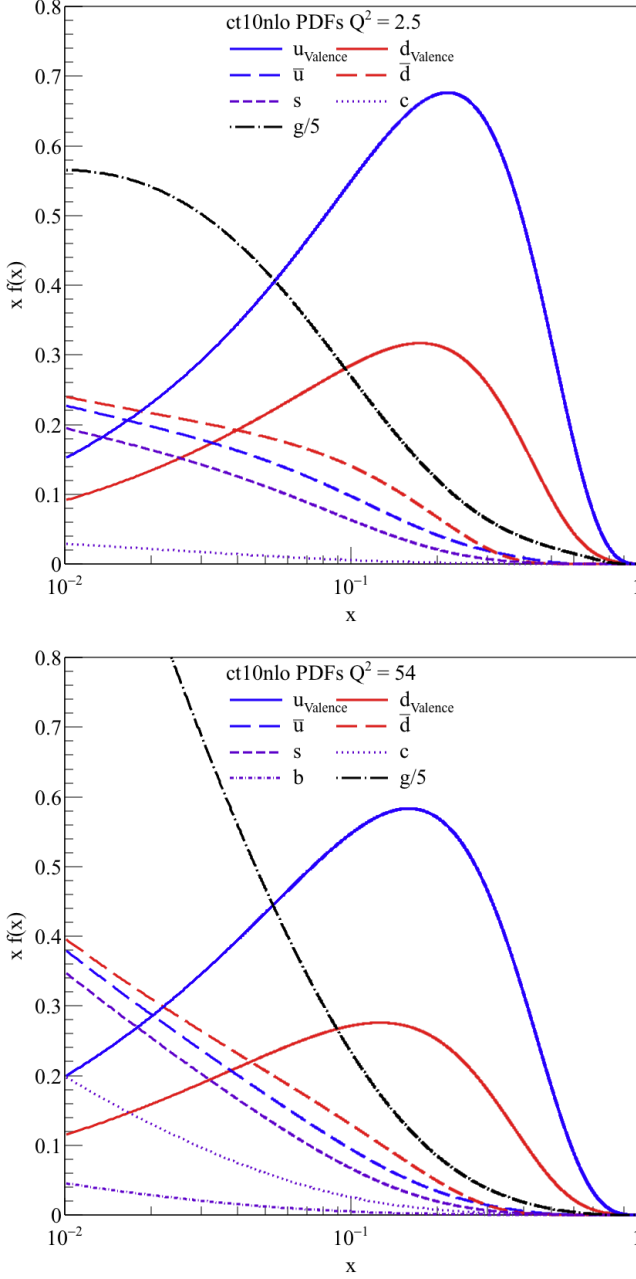 ct10nlo PDFs Q² = 2.5
u_Valence d_Valence
u̅ d̅
s c
g/5
0.8
0.7
0.6
0.5
0.4
0.3
0.2
0.1
0
x f(x)
10⁻² 10⁻¹ 1
x
ct10nlo PDFs Q² = 54
u_Valence d_Valence
u̅ d̅
s c
b g/5
0.8
0.7
0.6
0.5
0.4
0.3
0.2
0.1
0
x f(x)
10⁻² 10⁻¹ 1
x